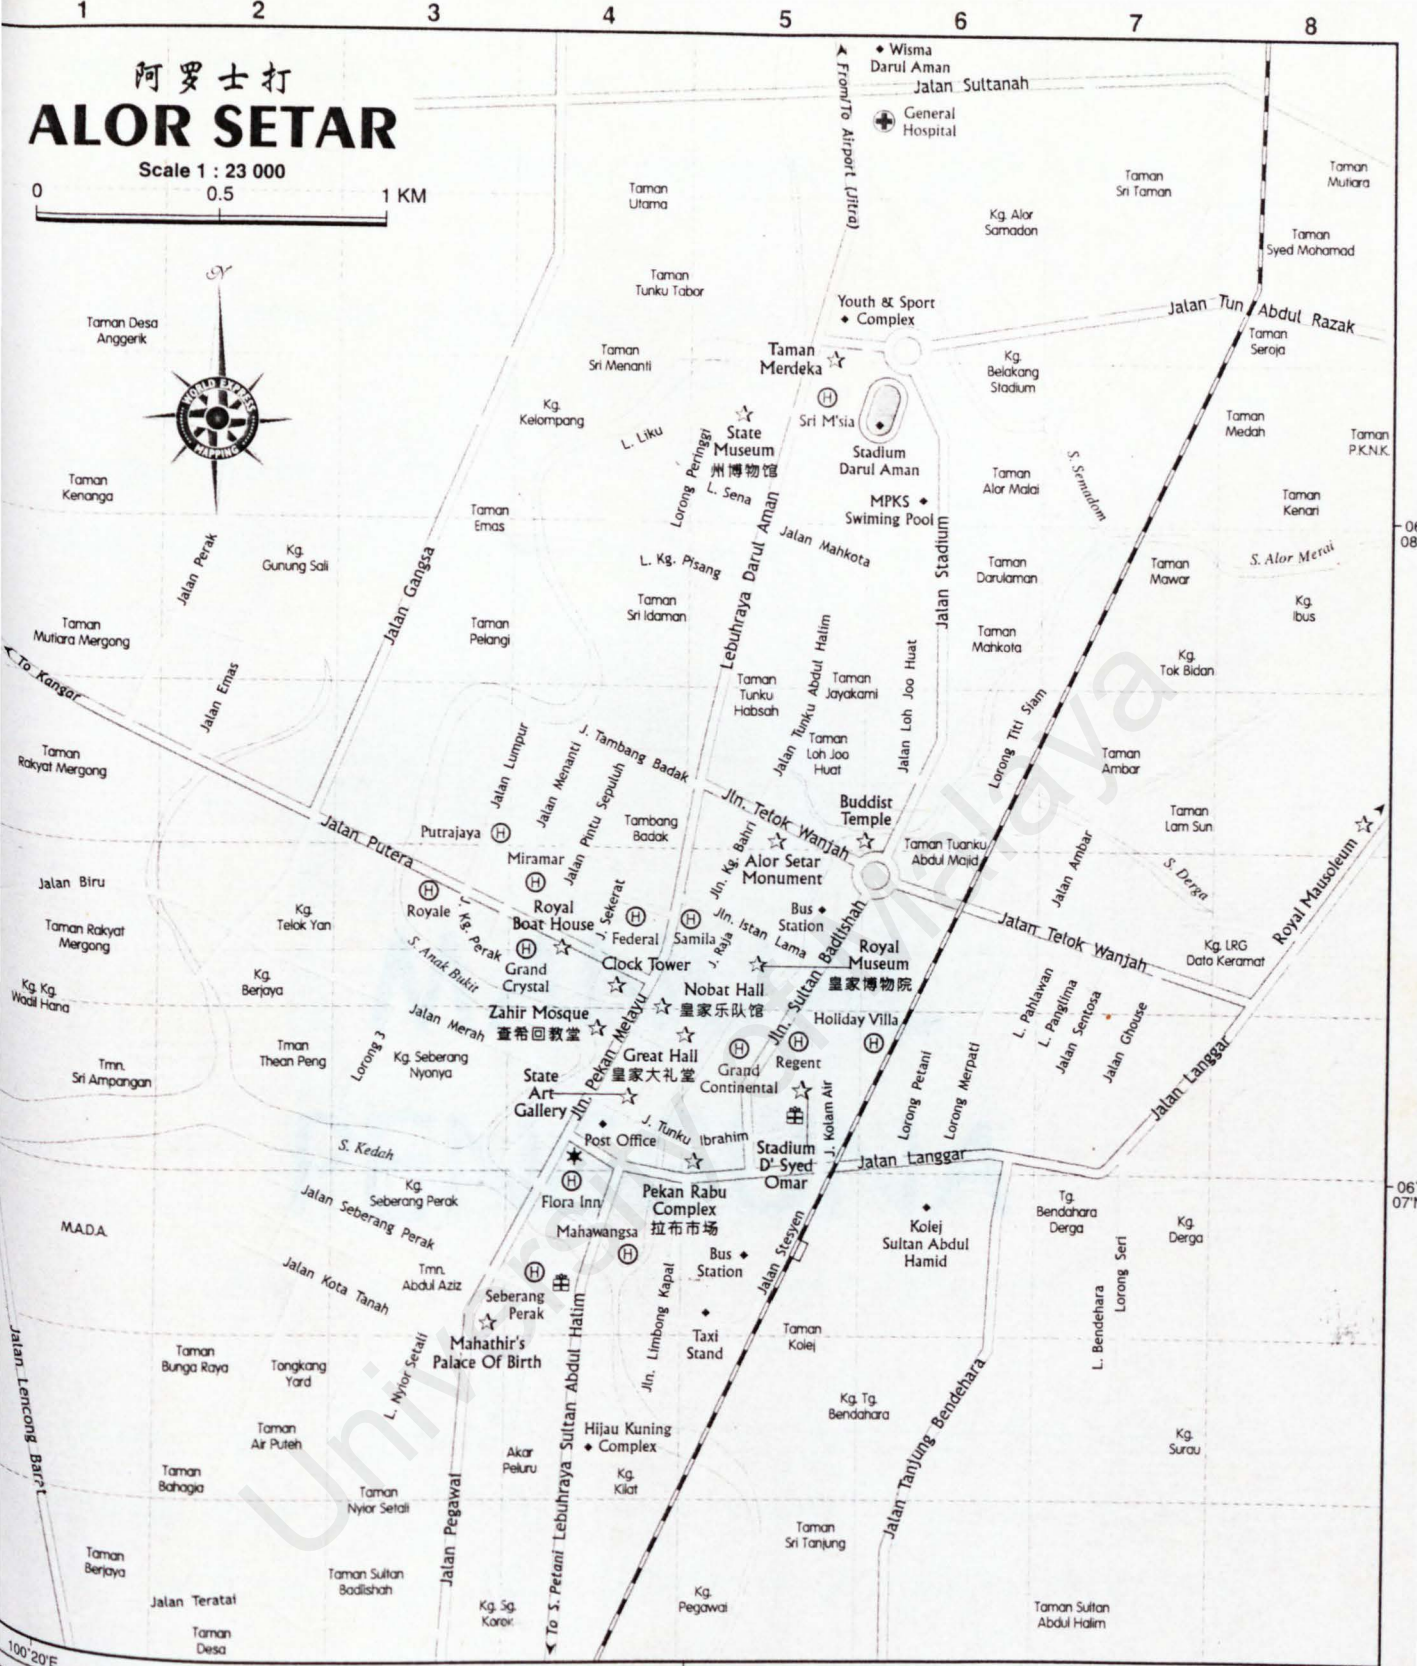 1 2 3 4 5 6 7 8
阿罗士打
ALOR SETAR
Scale 1 : 23 000
0 0.5 1 KM
N
WORLD EXPRESS
MAPPING
From/To Airport (Jitra)
Wisma
Darul Aman
Jalan Sultanah
General
Hospital
Taman
Utama
Taman
Sri Taman
Taman
Mutiara
Kg. Alor
Samadon
Taman
Syed Mohamad
Taman
Tunku Tabor
Youth & Sport
Complex
Jalan Tun Abdul Razak
Taman Desa
Anggerik
Taman
Sri Menanti
Taman
Merdeka
Kg.
Belakang
Stadium
Taman
Seroja
Kg.
Kelompang
L. Liku
Lorong Peringgi
State
Museum
州博物馆
Sri M'sia
Stadium
Darul Aman
Taman
Medah
Taman
P.K.N.K.
Taman
Kenanga
L. Sena
MPKS
Swiming Pool
Taman
Alor Malai
S. Semadom
Taman
Kenari
Taman
Emas
Jalan Perak
Kg.
Gunung Sali
Jalan Gangsa
L. Kg. Pisang
Lebuhraya Darul Aman
Jalan Mahkota
Jalan Stadium
Taman
Darulaman
Taman
Mawar
S. Alor Merai
Taman
Mutiara Mergong
Taman
Pelangi
Taman
Sri Idaman
Taman
Mahkota
Kg.
Ibus
To Kangar
Jalan Emas
Taman
Tunku
Habsah
Jalan Tunku Abdul Halim
Taman
Jayakami
Jalan Loh Joo Huat
Kg.
Tok Bidan
Taman
Rakyat Mergong
Jalan Lumpur
Jalan Menanti
Jalan Pintu Sepuluh
J. Tambang Badak
Taman
Loh Joo
Huat
Lorong Titi Siam
Taman
Ambar
Jalan Putera
Putrajaya
Tambang
Badak
Jln. Telok Wanjah
Buddist
Temple
Taman
Lam Sun
Miramar
Jln. Kg. Bahri
Alor Setar
Monument
Taman Tuanku
Abdul Majid
Jalan Ambar
S. Derga
Royal Mausoleum
Jalan Biru
Royale
Royal
Boat House
J. Sekerat
Federal
Samila
Jln. Istan Lama
Bus
Station
Jln. Sultan Badlishah
Jalan Telok Wanjah
Kg. LRG
Dato Keramat
Taman Rakyat
Mergong
Kg.
Telok Yan
J. Kg. Perak
S. Anak Bukit
Grand
Crystal
Clock Tower
J. Raja
Royal
Museum
皇家博物院
Kg. Kg.
Wadil Hana
Kg.
Berjaya
Jalan Merah
Zahir Mosque
查希回教堂
Nobat Hall
皇家乐队馆
Holiday Villa
L. Pahlawan
L. Panglima
Jalan Sentosa
Jalan Ghouse
Tmn.
Sri Ampangan
Tman
Thean Peng
Lorong 3
Kg. Seberang
Nyonya
Jln. Pekan Melayu
Great Hall
皇家大礼堂
Grand
Continental
Regent
State
Art
Gallery
J. Kolam Air
Lorong Petani
Lorong Merpati
Jalan Langgar
S. Kedah
Post Office
J. Tunku Ibrahim
Stadium
D' Syed
Omar
Jalan Langgar
Kg.
Seberang Perak
Flora Inn
Pekan Rabu
Complex
拉布市场
Jalan Seberang Perak
Mahawangsa
M.A.D.A.
Jalan Kota Tanah
Tmn.
Abdul Aziz
Seberang
Perak
Bus
Station
Jalan Stesyen
Kolej
Sultan Abdul
Hamid
Tg.
Bendahara
Derga
Kg.
Derga
Lorong Seri
L. Bendehara
Jalan Lencong Barat
Mahathir's
Palace Of Birth
Jln. Limbong Kapal
Taxi
Stand
Taman
Kolej
Taman
Bunga Raya
Tongkang
Yard
L. Nyior Setali
Lebuhraya Sultan Abdul Halim
Kg. Tg.
Bendahara
Jalan Tanjung Bendehara
Taman
Air Puteh
Akar
Peluru
Hijau Kuning
Complex
Kg.
Surau
Taman
Bahagia
Taman
Nyior Setali
Jalan Pegawai
Kg.
Kilat
Taman
Sri Tanjung
Taman
Berjaya
Taman Sultan
Badlishah
To S. Petani
Jalan Teratai
Kg. Sg.
Korok
Kg.
Pegawai
Taman Sultan
Abdul Halim
Taman
Desa
100°20'E
University of Malaya